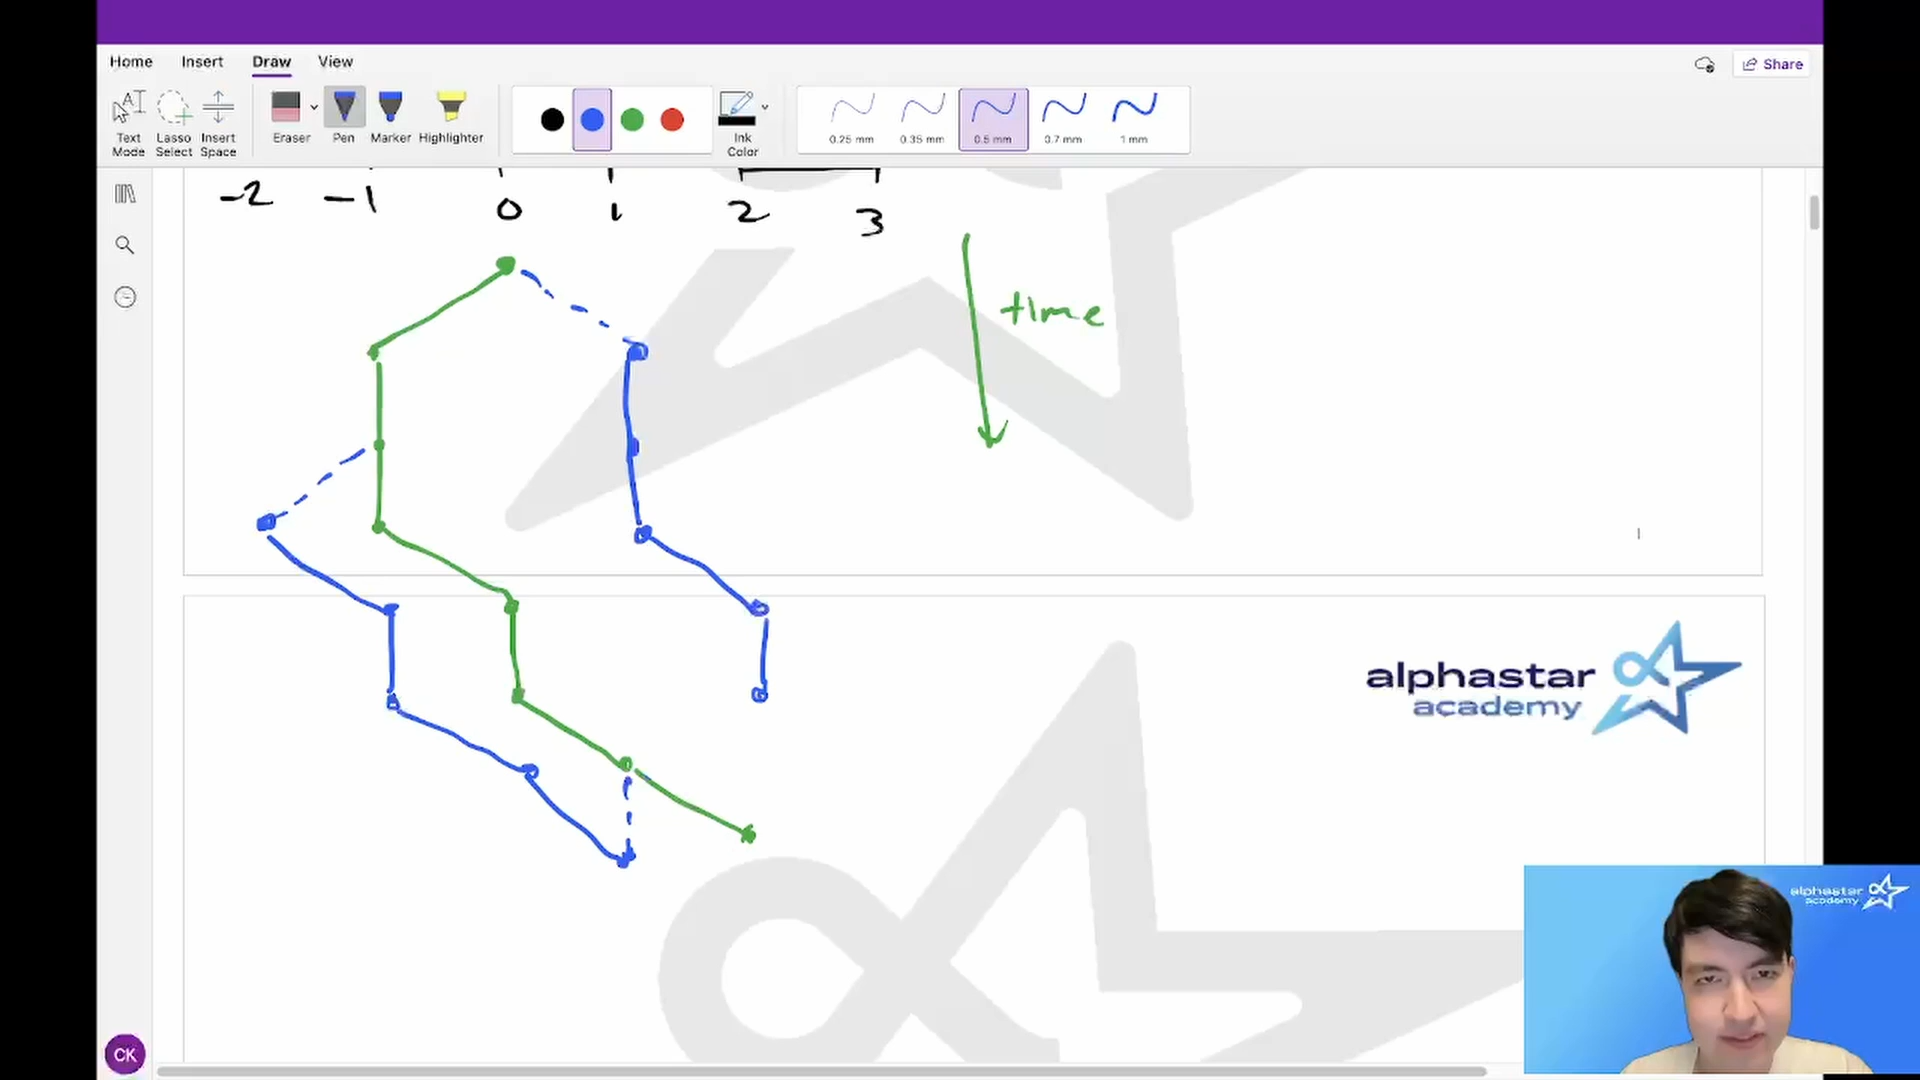 Home Insert Draw View
Share
Text Mode
Lasso Select
Insert Space
Eraser
Pen
Marker
Highlighter
Ink Color
0.25 mm
0.35 mm
0.5 mm
0.7 mm
1 mm
-2 -1 0 1 2 3
time
alphastar
academy
alphastar
academy
CK